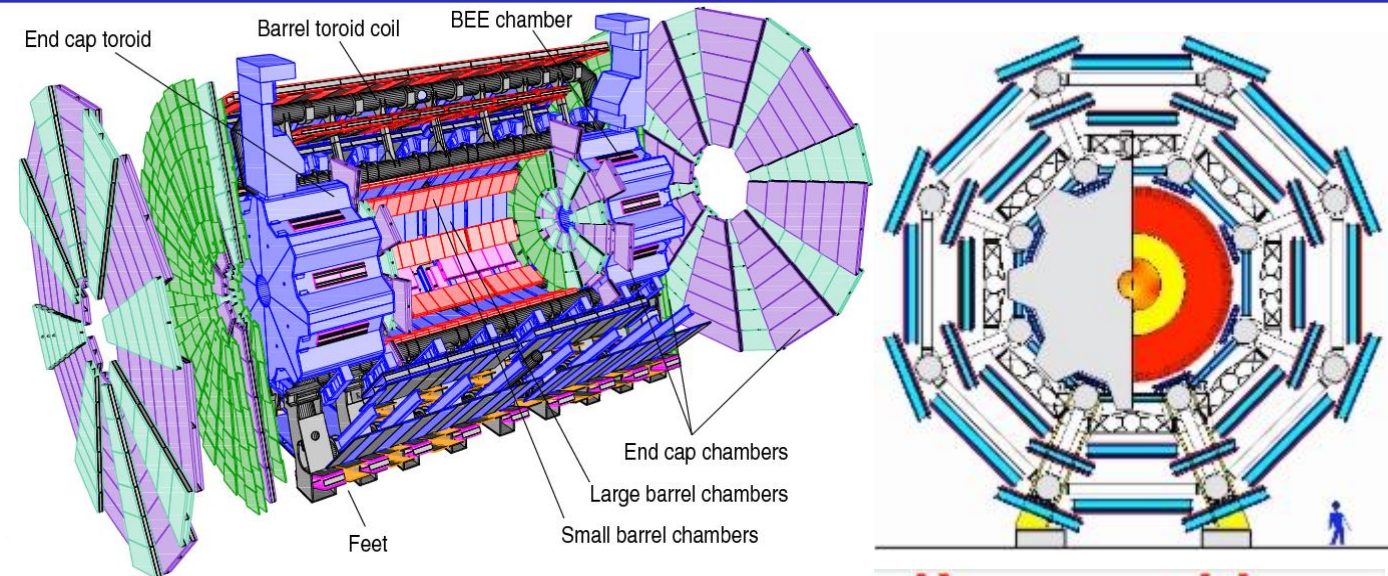 End cap toroid
Barrel toroid coil
BEE chamber
End cap chambers
Large barrel chambers
Small barrel chambers
Feet